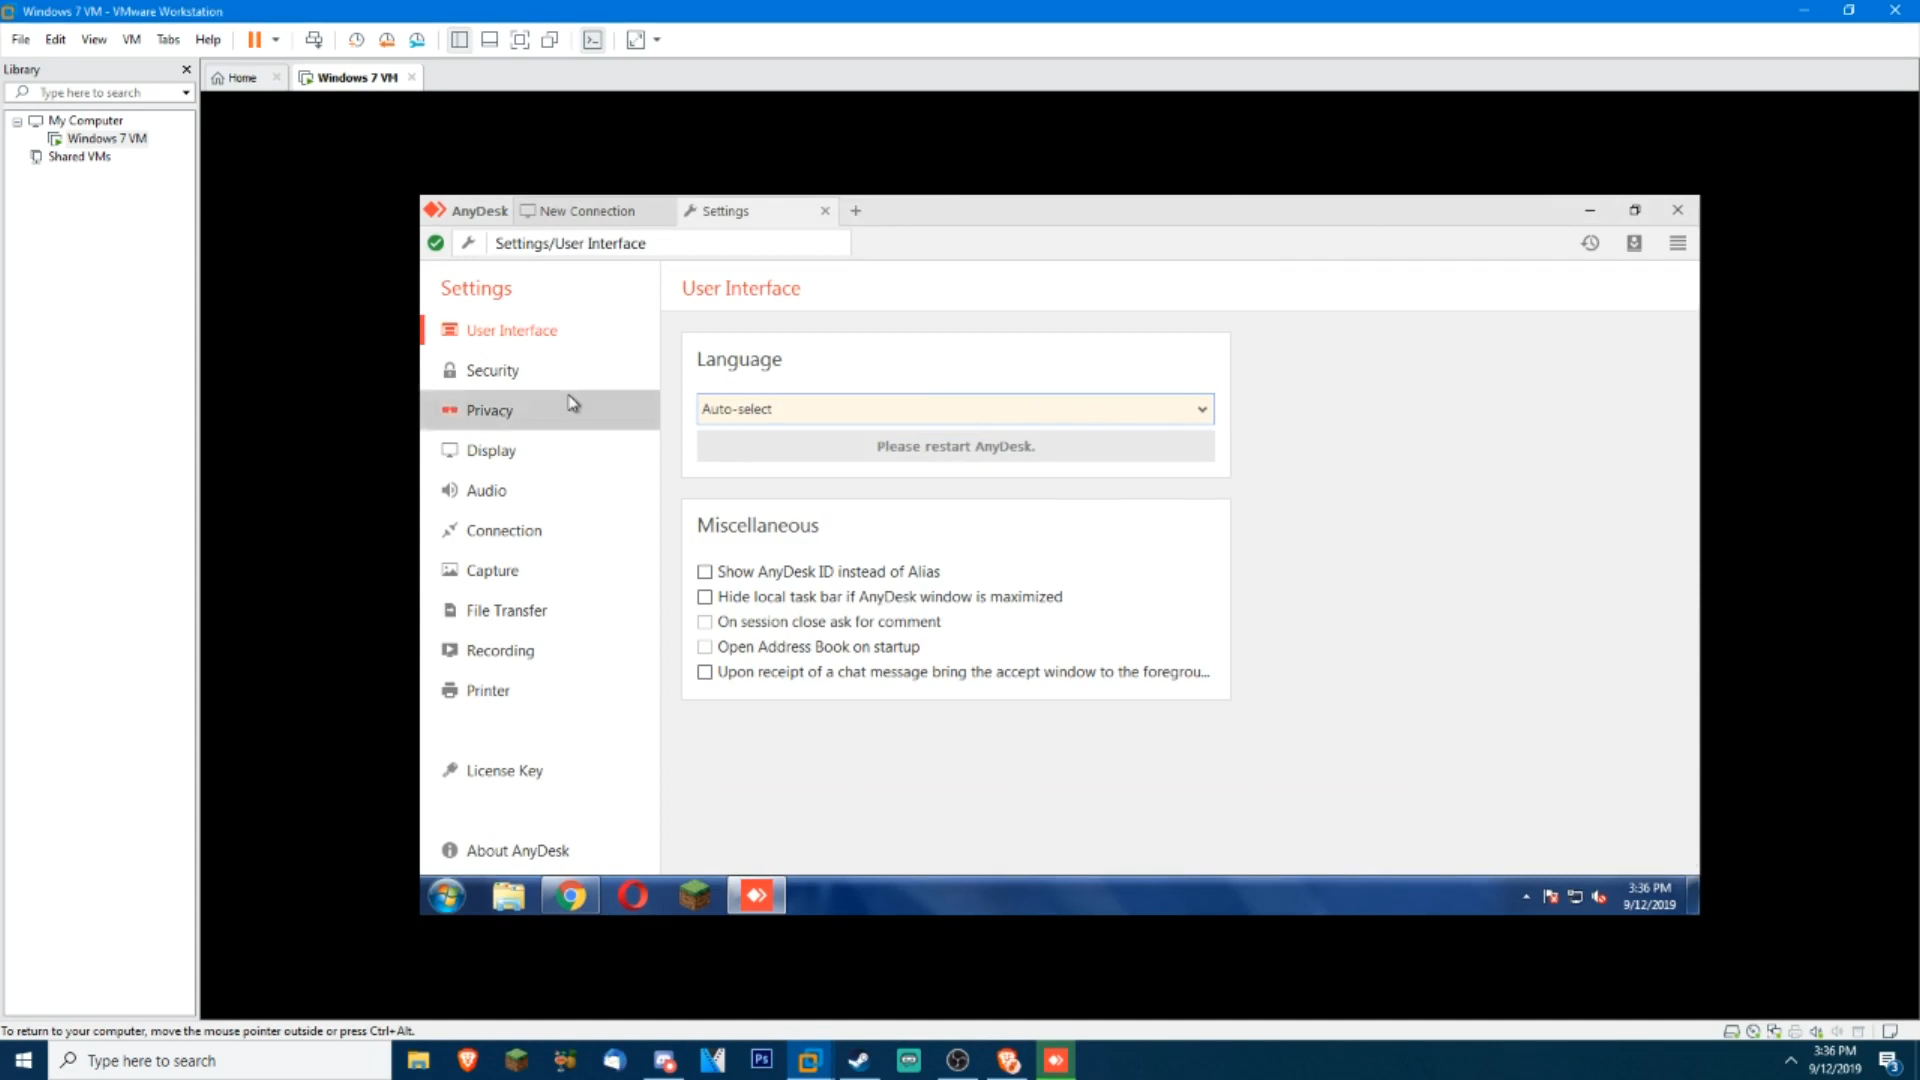 Windows 7 VM - VMware Workstation
File Edit View VM Tabs Help
Library
Type here to search
My Computer
Windows 7 VM
Shared VMs
Home
Windows 7 VM
AnyDesk
New Connection
Settings
Settings/User Interface
Settings
User Interface
Security
Privacy
Display
Audio
Connection
Capture
File Transfer
Recording
Printer
License Key
About AnyDesk
User Interface
Language
Auto-select
Please restart AnyDesk.
Miscellaneous
Show AnyDesk ID instead of Alias
Hide local task bar if AnyDesk window is maximized
On session close ask for comment
Open Address Book on startup
Upon receipt of a chat message bring the accept window to the foregrou...
3:36 PM
9/12/2019
To return to your computer, move the mouse pointer outside or press Ctrl+Alt.
Type here to search
Ps
3:36 PM
9/12/2019
3